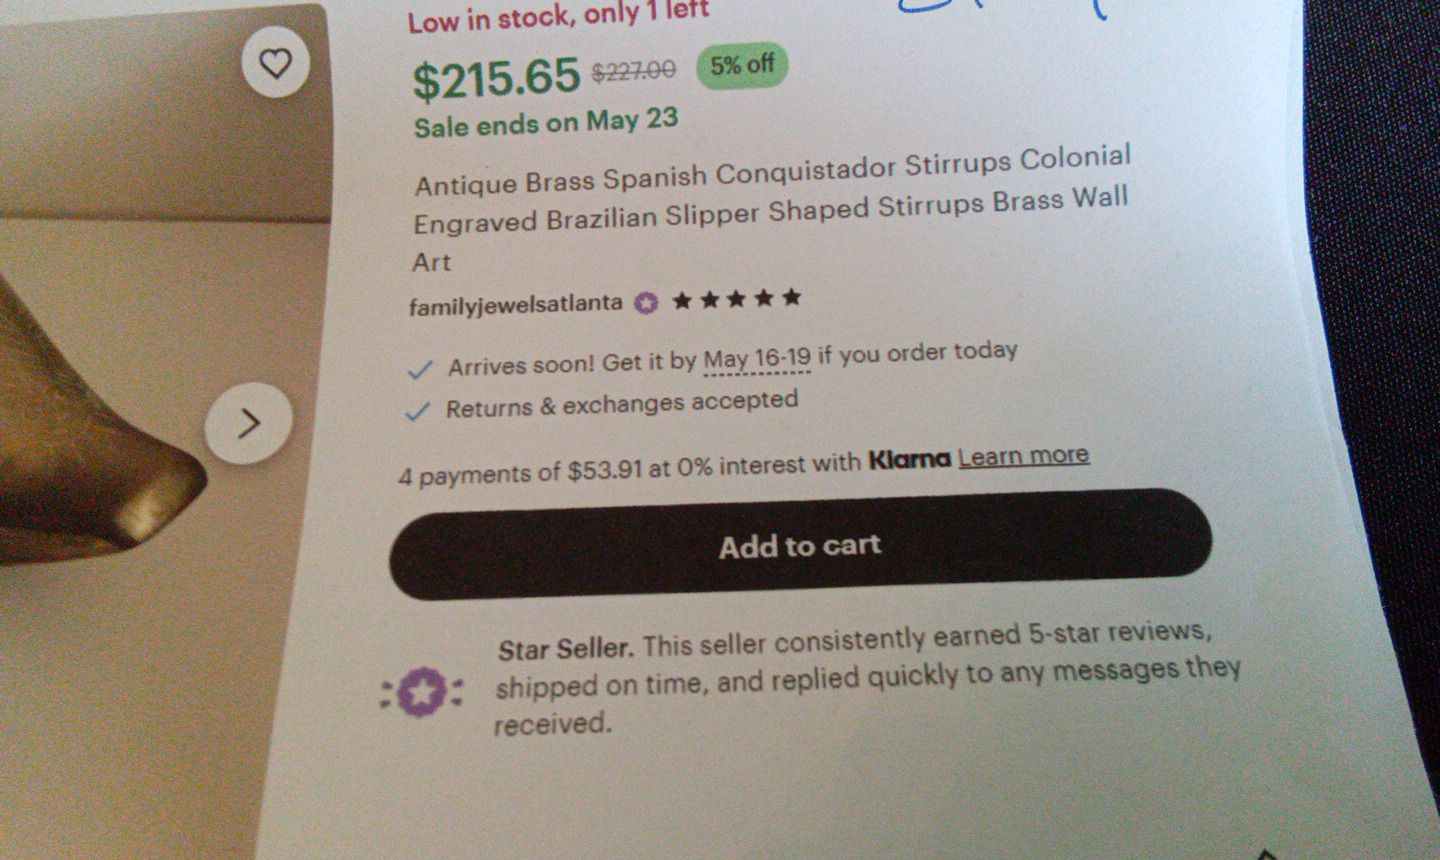 Low in stock, only 1 left
$215.65 $227.00 5% off
Sale ends on May 23
Antique Brass Spanish Conquistador Stirrups Colonial
Engraved Brazilian Slipper Shaped Stirrups Brass Wall
Art
familyjewelsatlanta ★★★★★
Arrives soon! Get it by May 16-19 if you order today
Returns & exchanges accepted
4 payments of $53.91 at 0% interest with Klarna Learn more
Add to cart
Star Seller. This seller consistently earned 5-star reviews,
shipped on time, and replied quickly to any messages they
received.